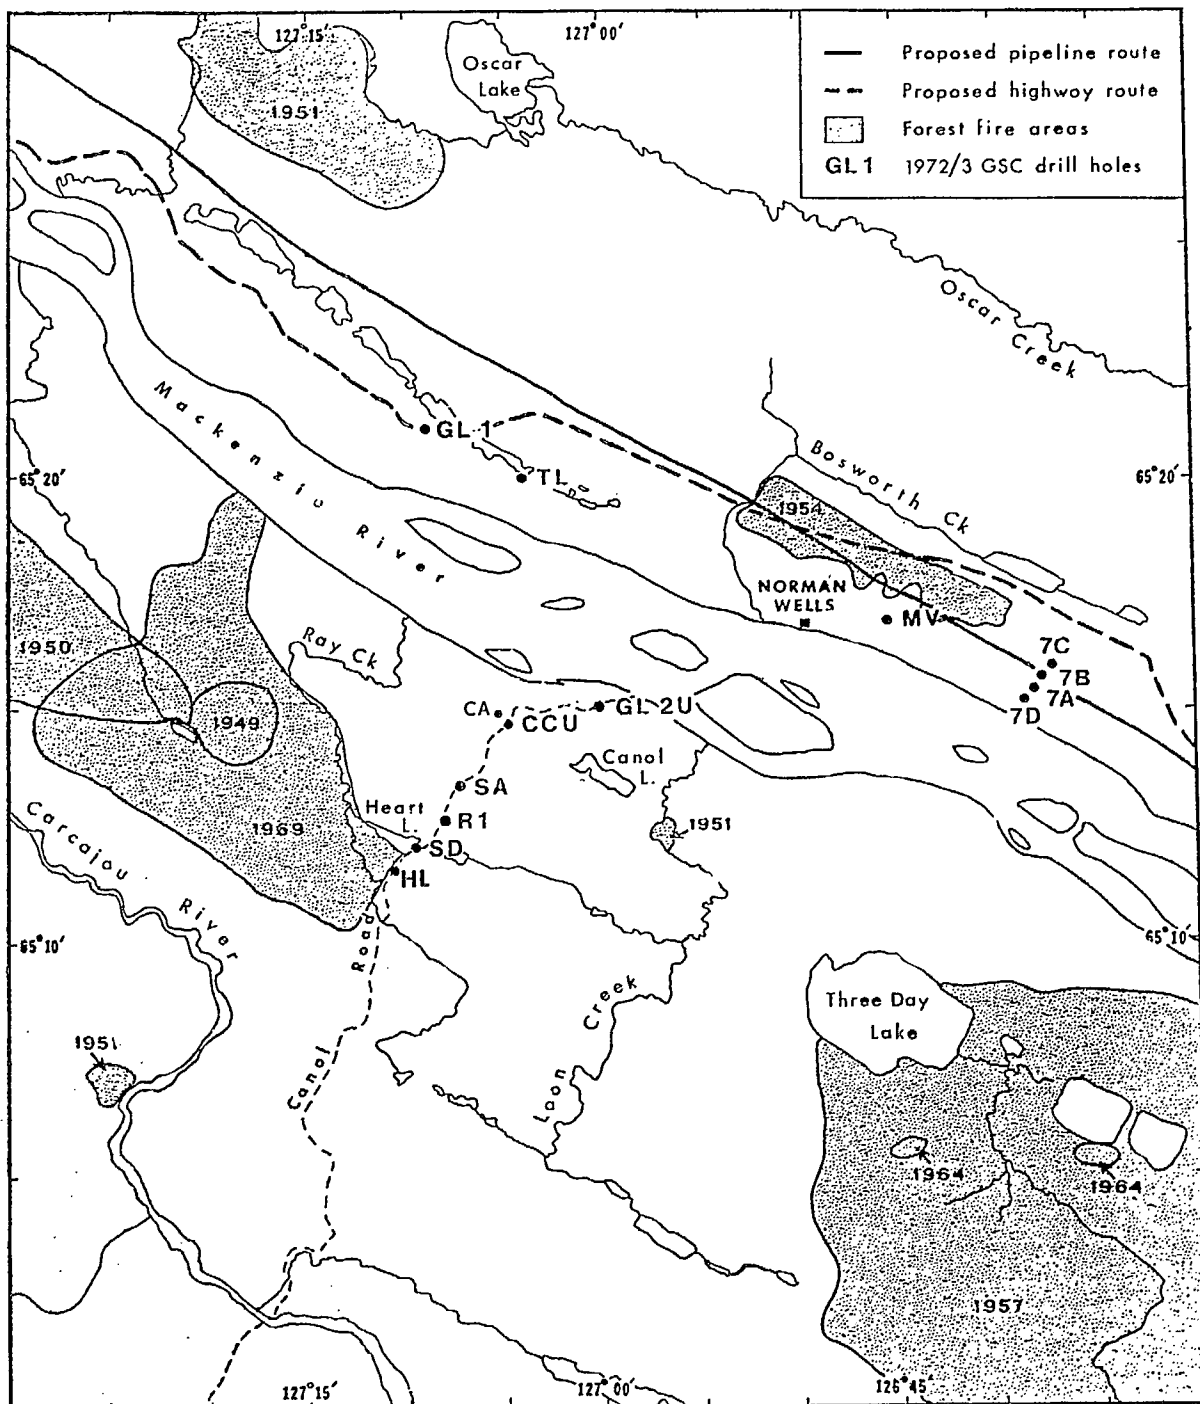 127°15′
127°00′
Oscar
Lake
Proposed pipeline route
Proposed highway route
Forest fire areas
GL 1 1972/3 GSC drill holes
1951
Oscar Creek
Mackenzie River
GL 1
TL
65°20′
65°20′
Bosworth Ck
1954
NORMAN
WELLS
MV
7C
7B
7A
7D
Ray Ck
1950
1949
CA
CCU
GL 2U
Canol
L.
SA
R1
Heart
L.
SD
HL
1951
1969
Carcajou River
65°10′
65°10′
Canol Road
Loon Creek
Three Day
Lake
1951
1964
1964
1957
127°15′
127°00′
126°45′